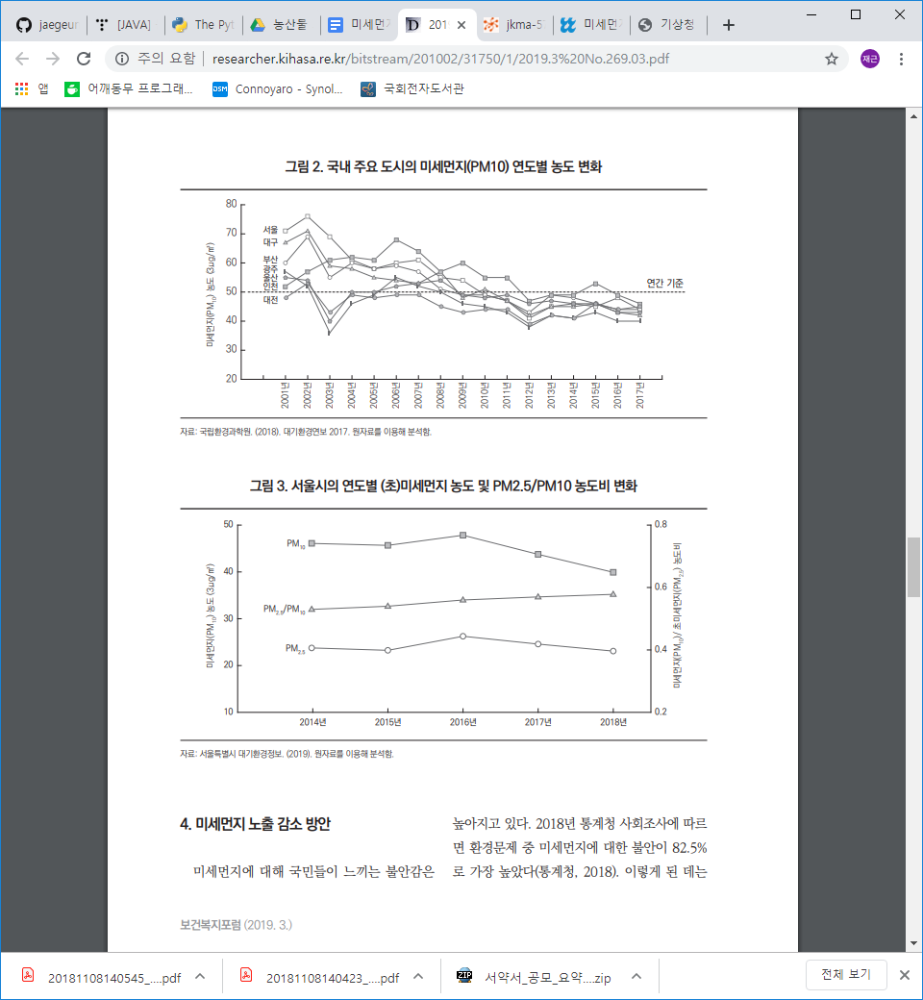 jaegeur
[JAVA]
The Pyt
농산물
미세먼지
201
jkma-5
미세먼
기상청
주의 요함
researcher.kihasa.re.kr/bitstream/201002/31750/1/2019.3%20No.269.03.pdf
재근
앱
어깨동무 프로그래...
DSM
Connoyaro - Synol...
국회전자도서관
그림 2. 국내 주요 도시의 미세먼지(PM10) 연도별 농도 변화
미세먼지(PM10) 농도 (3㎍/㎥)
80
70
60
50
40
30
20
서울
대구
부산
광주
울산
인천
대전
연간 기준
2001년 2002년 2003년 2004년 2005년 2006년 2007년 2008년 2009년 2010년 2011년 2012년 2013년 2014년 2015년 2016년 2017년
자료: 국립환경과학원. (2018). 대기환경연보 2017. 원자료를 이용해 분석함.
그림 3. 서울시의 연도별 (초)미세먼지 농도 및 PM2.5/PM10 농도비 변화
미세먼지(PM10) 농도 (3㎍/㎥)
50
40
30
20
10
PM10
PM2.5/PM10
PM2.5
0.8
0.6
0.4
0.2
미세먼지(PM10)/ 초미세먼지(PM2.5) 농도비
2014년 2015년 2016년 2017년 2018년
자료: 서울특별시 대기환경정보. (2019). 원자료를 이용해 분석함.
4. 미세먼지 노출 감소 방안
미세먼지에 대해 국민들이 느끼는 불안감은
높아지고 있다. 2018년 통계청 사회조사에 따르
면 환경문제 중 미세먼지에 대한 불안이 82.5%
로 가장 높았다(통계청, 2018). 이렇게 된 데는
보건복지포럼 (2019. 3.)
20181108140545_....pdf
20181108140423_....pdf
ZIP
서약서_공모_요약....zip
전체 보기